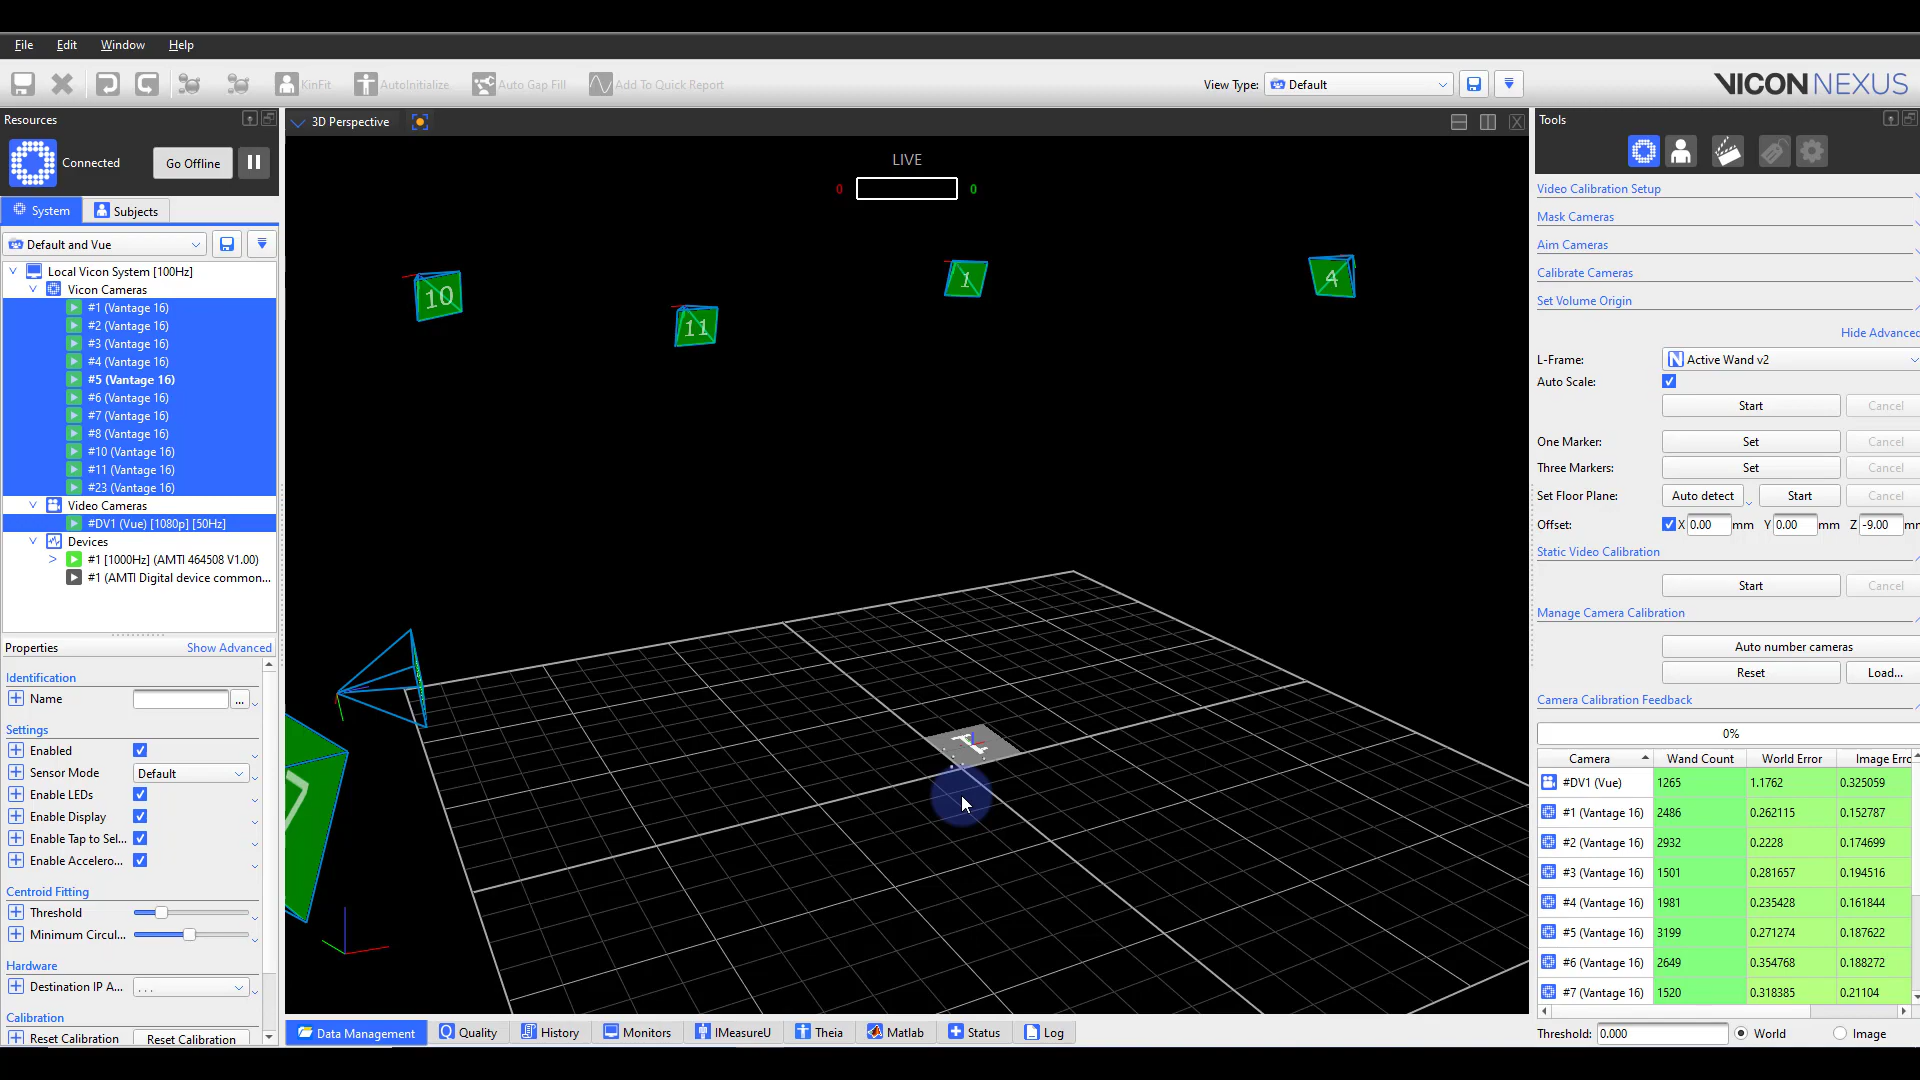 File Edit Window Help
KinFit AutoInitialize Auto Gap Fill Add To Quick Report View Type: Default VICON NEXUS
Resources
Connected Go Offline
System Subjects
Default and Vue
Local Vicon System [100Hz]
Vicon Cameras
#1 (Vantage 16)
#2 (Vantage 16)
#3 (Vantage 16)
#4 (Vantage 16)
#5 (Vantage 16)
#6 (Vantage 16)
#7 (Vantage 16)
#8 (Vantage 16)
#10 (Vantage 16)
#11 (Vantage 16)
#23 (Vantage 16)
Video Cameras
#DV1 (Vue) [1080p] [50Hz]
Devices
#1 [1000Hz] (AMTI 464508 V1.00)
#1 (AMTI Digital device common...
Properties Show Advanced
Identification
Name ...
Settings
Enabled
Sensor Mode Default
Enable LEDs
Enable Display
Enable Tap to Sel...
Enable Accelero...
Centroid Fitting
Threshold
Minimum Circul...
Hardware
Destination IP A... . . .
Calibration
Reset Calibration Reset Calibration
3D Perspective
LIVE
0 0
10
11
1
4
7
1
Data Management Quality History Monitors IMeasureU Theia Matlab Status Log
Tools
Video Calibration Setup
Mask Cameras
Aim Cameras
Calibrate Cameras
Set Volume Origin
Hide Advanced
L-Frame: Active Wand v2
Auto Scale:
Start Cancel
One Marker: Set Cancel
Three Markers: Set Cancel
Set Floor Plane: Auto detect Start Cancel
Offset: X 0.00 mm Y 0.00 mm Z -9.00 mm
Static Video Calibration
Start Cancel
Manage Camera Calibration
Auto number cameras
Reset Load...
Camera Calibration Feedback
0%
Camera Wand Count World Error Image Erro
#DV1 (Vue) 1265 1.1762 0.325059
#1 (Vantage 16) 2486 0.262115 0.152787
#2 (Vantage 16) 2932 0.2228 0.174699
#3 (Vantage 16) 1501 0.281657 0.194516
#4 (Vantage 16) 1981 0.235428 0.161844
#5 (Vantage 16) 3199 0.271274 0.187622
#6 (Vantage 16) 2649 0.354768 0.188272
#7 (Vantage 16) 1520 0.318385 0.21104
Threshold: 0.000 World Image